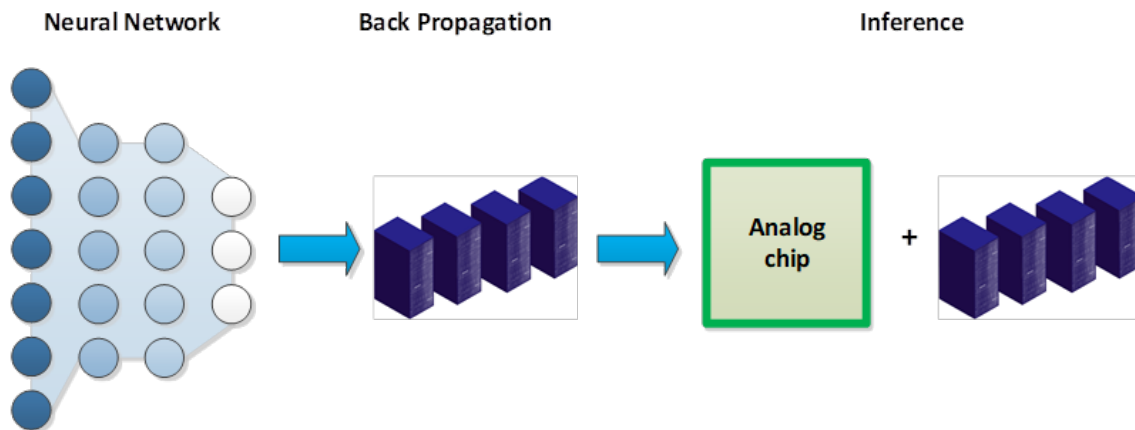 Neural Network
Back Propagation
Inference
Analog
chip
+